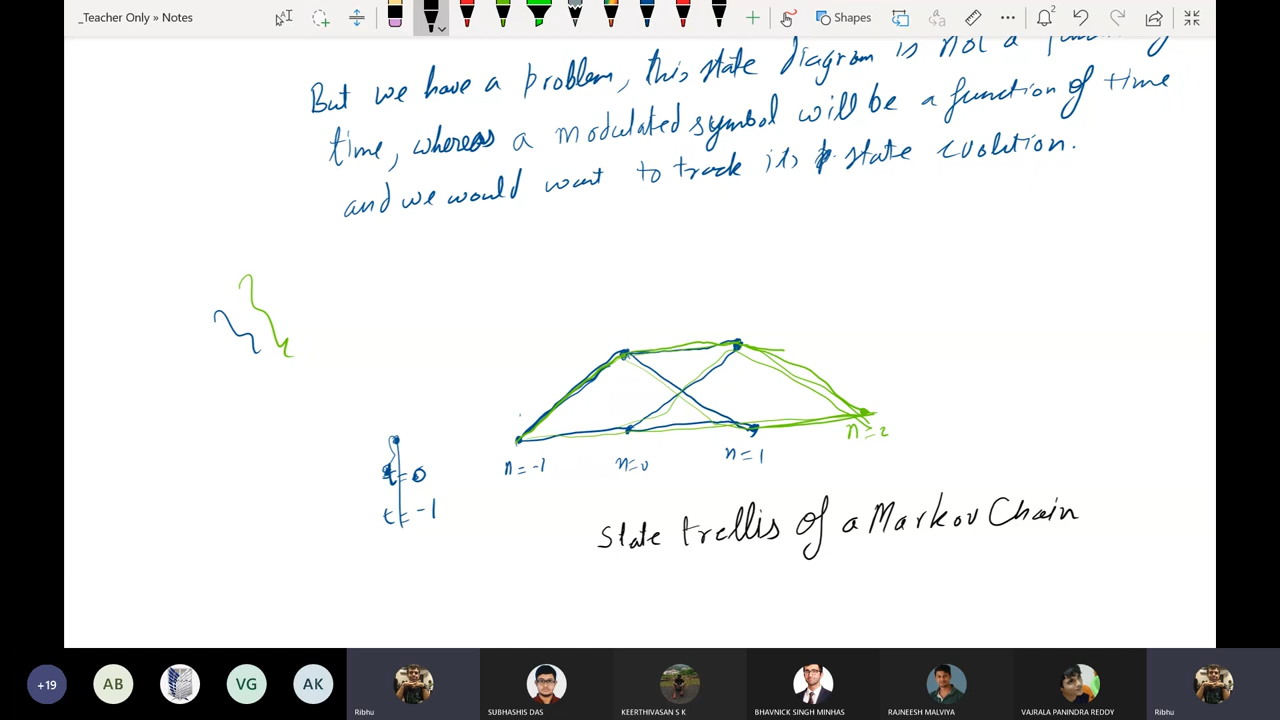 _Teacher Only » Notes
Shapes
2
But we have a problem, this state diagram is not a
time, whereas a modulated symbol will be a function of time
and we would want to track its state evolution.
n=-1
n=0
n=1
n=2
t=0
t=-1
State trellis of a Markov Chain
+19
AB
VG
AK
Ribhu
SUBHASHIS DAS
KEERTHIVASAN S K
BHAVNICK SINGH MINHAS
RAJNEESH MALVIYA
VAJRALA PANINDRA REDDY
Ribhu